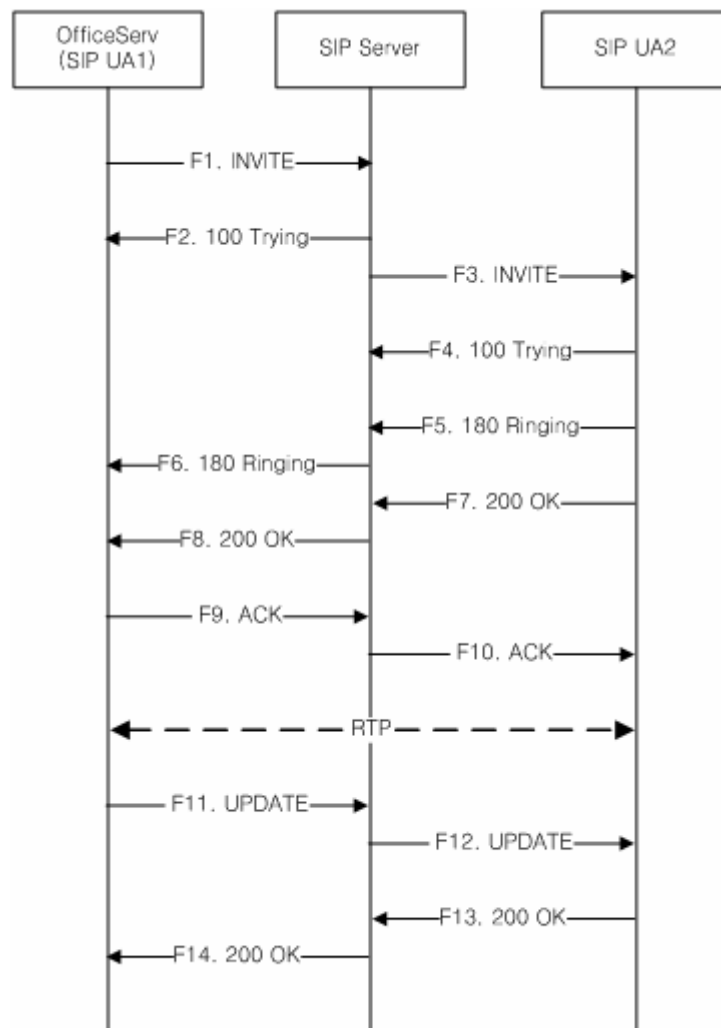 OfficeServ
(SIP UA1)
SIP Server
SIP UA2
F1. INVITE
F2. 100 Trying
F3. INVITE
F4. 100 Trying
F5. 180 Ringing
F6. 180 Ringing
F7. 200 OK
F8. 200 OK
F9. ACK
F10. ACK
RTP
F11. UPDATE
F12. UPDATE
F13. 200 OK
F14. 200 OK